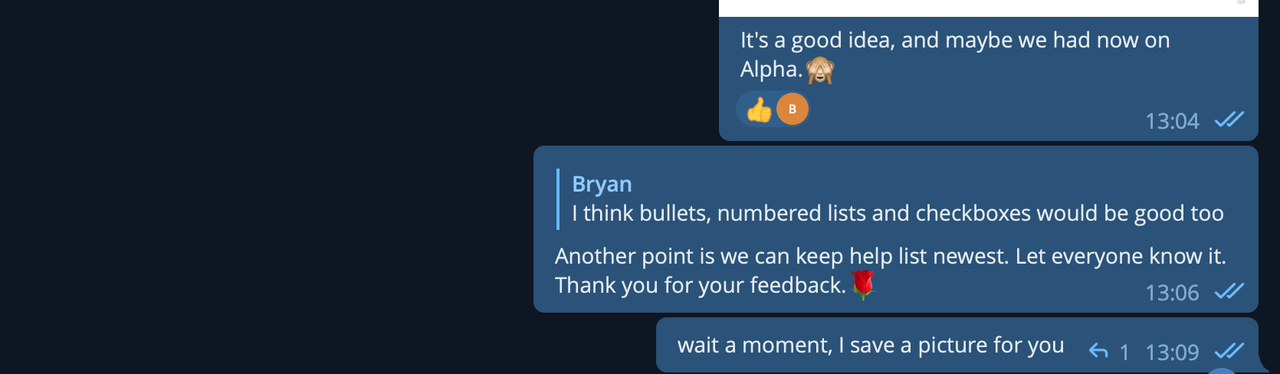 It's a good idea, and maybe we had now on
Alpha.🙈
👍 B
13:04
Bryan
I think bullets, numbered lists and checkboxes would be good too
Another point is we can keep help list newest. Let everyone know it.
Thank you for your feedback.🌹
13:06
wait a moment, I save a picture for you 1 13:09